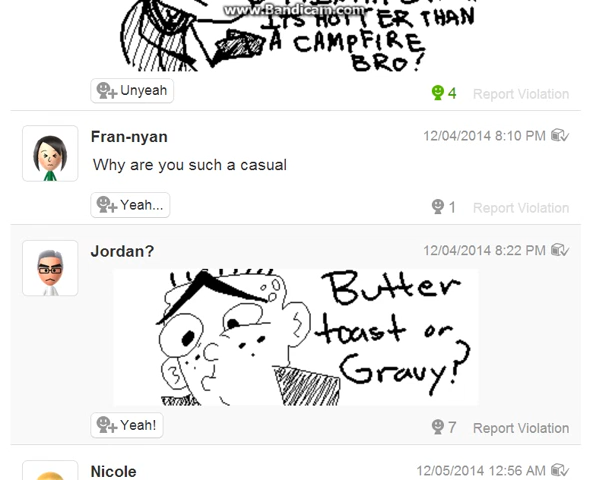 www.Bandicam.com
ITS HOTTER THAN
A CAMPFIRE
BRO?
Unyeah
4 Report Violation
Fran-nyan
12/04/2014 8:10 PM
Why are you such a casual
Yeah...
1 Report Violation
Jordan?
12/04/2014 8:22 PM
Butter
toast or
Gravy?
Yeah!
7 Report Violation
Nicole
12/05/2014 12:56 AM